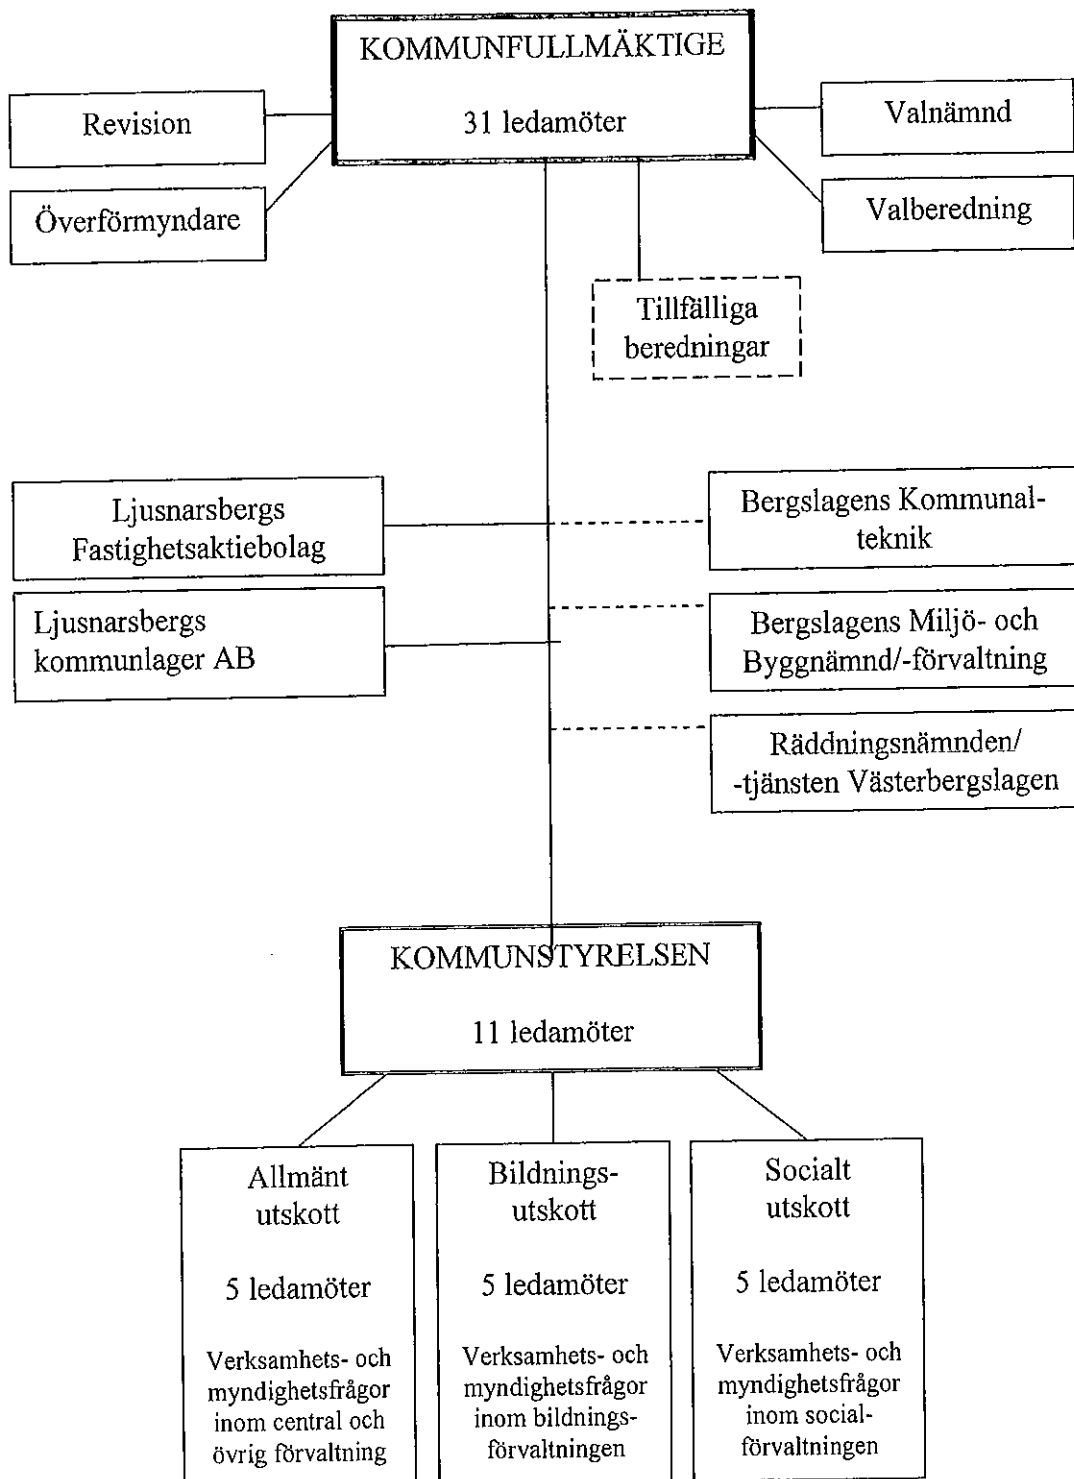 KOMMUNFULLMÄKTIGE
31 ledamöter
Revision
Överförmyndare
Valnämnd
Valberedning
Tillfälliga
beredningar
Ljusnarsbergs
Fastighetsaktiebolag
Ljusnarsbergs
kommunlager AB
Bergslagens Kommunal-
teknik
Bergslagens Miljö- och
Byggnämnd/-förvaltning
Räddningsnämnden/
-tjänsten Västerbergslagen
KOMMUNSTYRELSEN
11 ledamöter
Allmänt
utskott
5 ledamöter
Verksamhets- och
myndighetsfrågor
inom central och
övrig förvaltning
Bildnings-
utskott
5 ledamöter
Verksamhets- och
myndighetsfrågor
inom bildnings-
förvaltningen
Socialt
utskott
5 ledamöter
Verksamhets- och
myndighetsfrågor
inom social-
förvaltningen